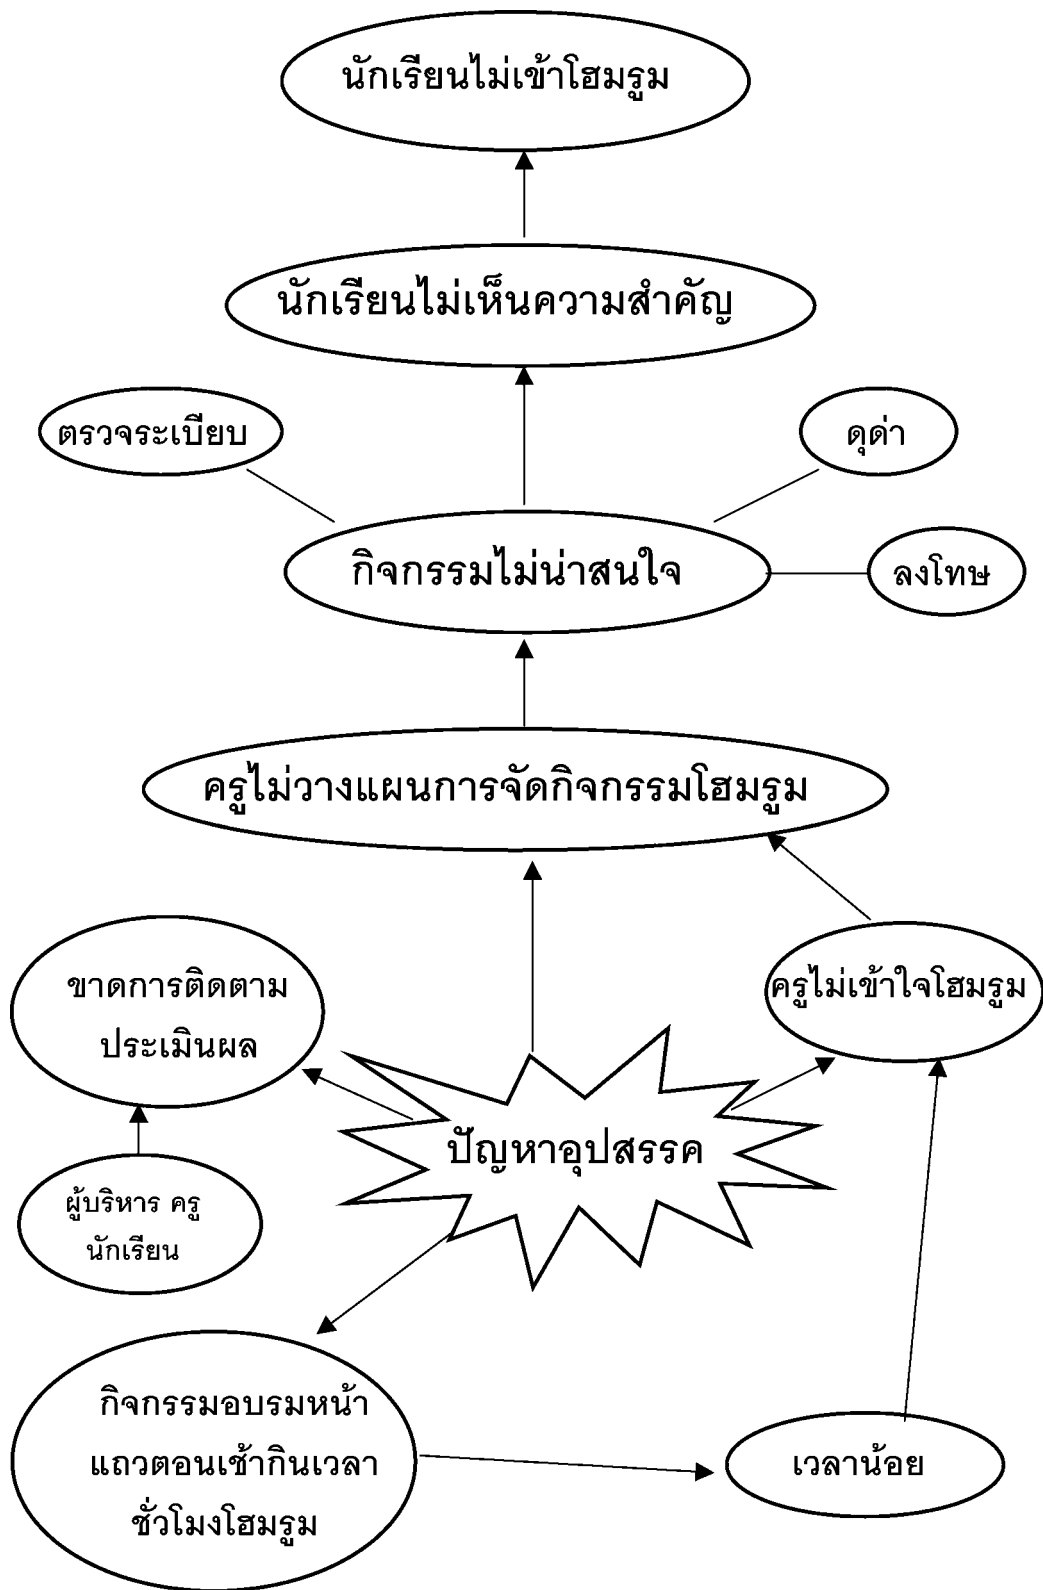 นักเรียนไม่เข้าโฮมรูม
นักเรียนไม่เห็นความสำคัญ
ตรวจระเบียบ
ดุด่า
กิจกรรมไม่น่าสนใจ
ลงโทษ
ครูไม่วางแผนการจัดกิจกรรมโฮมรูม
ขาดการติดตาม
ประเมินผล
ครูไม่เข้าใจโฮมรูม
ปัญหาอุปสรรค
ผู้บริหาร ครู
นักเรียน
กิจกรรมอบรมหน้า
แถวตอนเช้ากินเวลา
ชั่วโมงโฮมรูม
เวลาน้อย